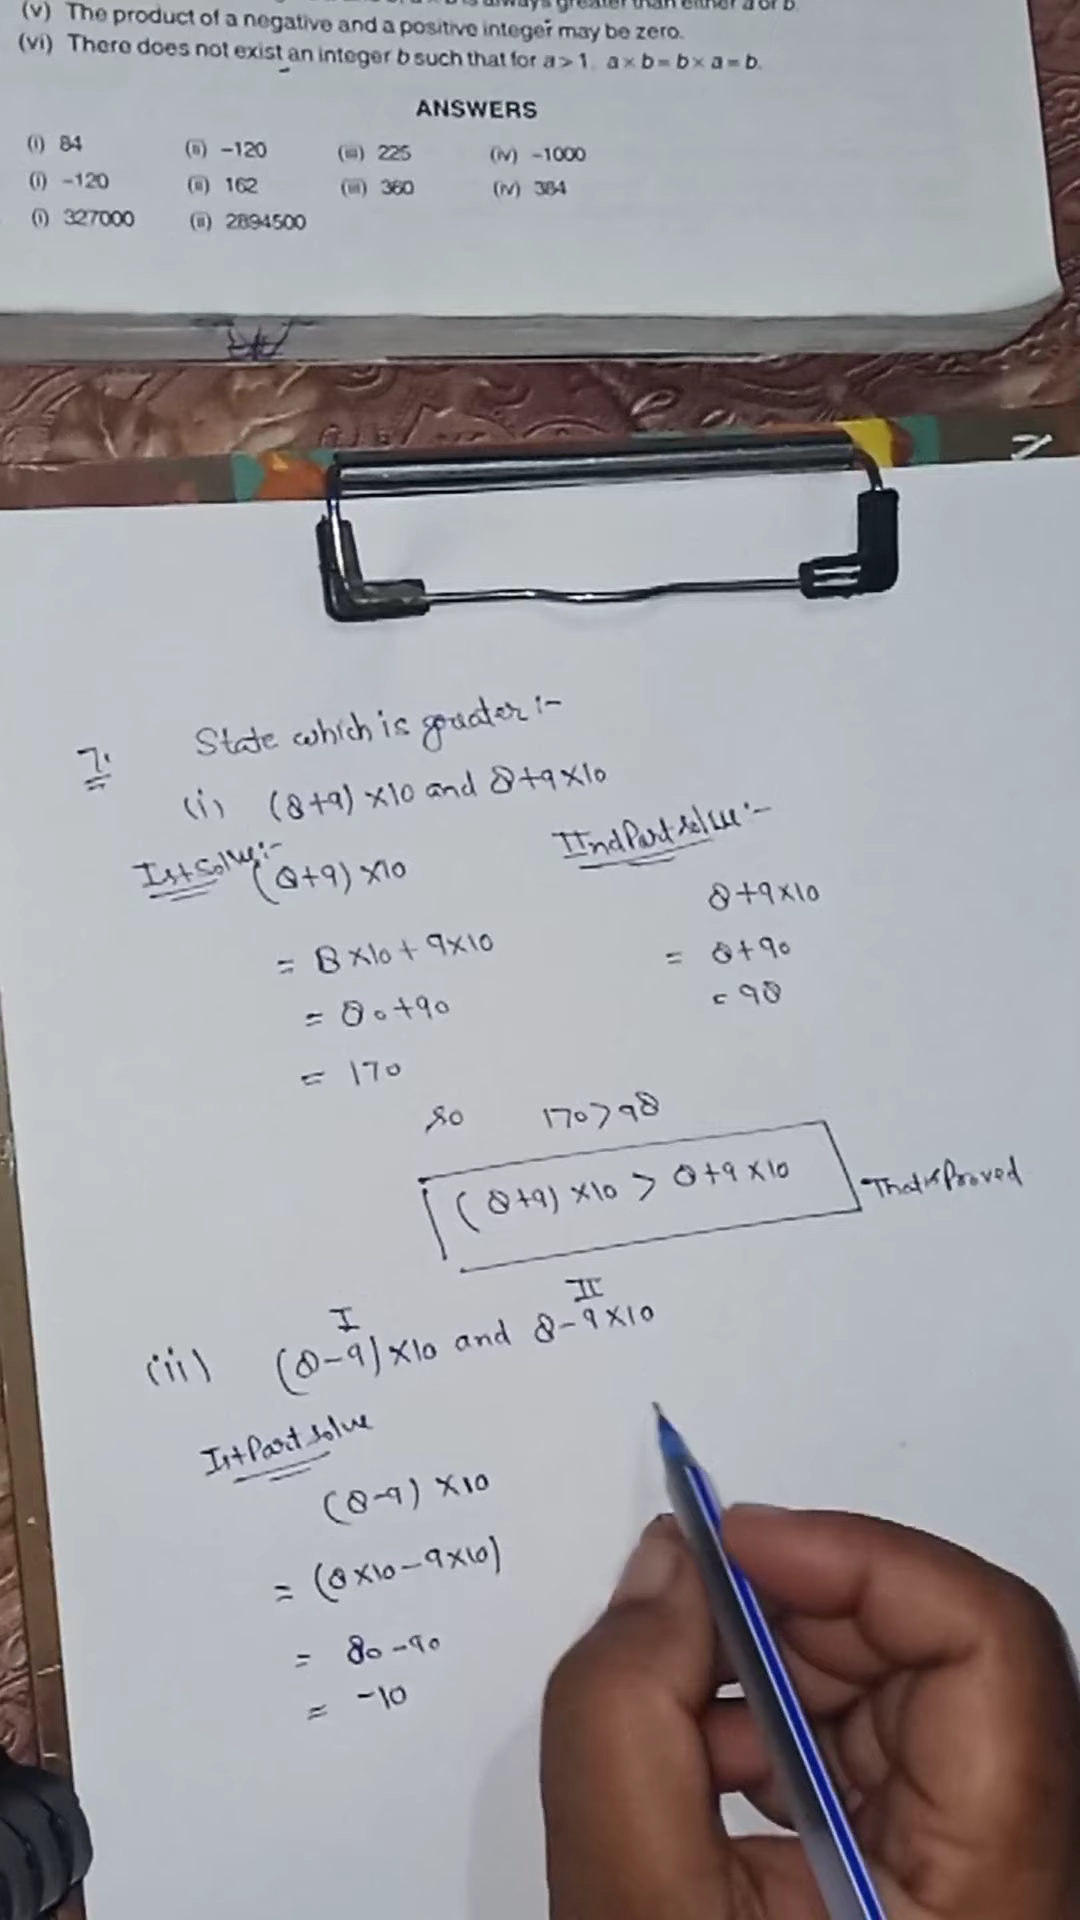 (v) The product of a negative and a positive integer may be zero.
(vi) There does not exist an integer b such that for a > 1, a × b = b × a = b.
ANSWERS
(i) 84 (ii) -120 (iii) 225 (iv) -1000
(i) -120 (ii) 162 (iii) 360 (iv) 384
(i) 327000 (ii) 2894500
7. State which is greater :-
(i) (8+9) ×10 and 8+9×10
Ist Solve :- (8+9) ×10
IInd Part solve :-
8+9×10
= 8×10 + 9×10
= 8+90
= 80+90
= 98
= 170
so 170 > 98
(8+9) ×10 > 8+9×10 That is Proved
I II
(ii) (8-9) ×10 and 8-9×10
Ist Part solve
(8-9) ×10
= (8×10 - 9×10)
= 80-90
= -10